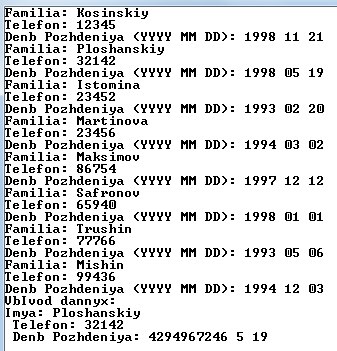 Familia: Kosinskiy
Telefon: 12345
Denb Pozhdeniya (YYYY MM DD): 1998 11 21
Familia: Ploshanskiy
Telefon: 32142
Denb Pozhdeniya (YYYY MM DD): 1998 05 19
Familia: Istomina
Telefon: 23452
Denb Pozhdeniya (YYYY MM DD): 1993 02 20
Familia: Martinova
Telefon: 23456
Denb Pozhdeniya (YYYY MM DD): 1994 03 02
Familia: Maksimov
Telefon: 86754
Denb Pozhdeniya (YYYY MM DD): 1997 12 12
Familia: Safronov
Telefon: 65940
Denb Pozhdeniya (YYYY MM DD): 1998 01 01
Familia: Trushin
Telefon: 77766
Denb Pozhdeniya (YYYY MM DD): 1993 05 06
Familia: Mishin
Telefon: 99436
Denb Pozhdeniya (YYYY MM DD): 1994 12 03
VbIvod dannyx:
Imya: Ploshanskiy
Telefon: 32142
Denb Pozhdeniya: 4294967246 5 19